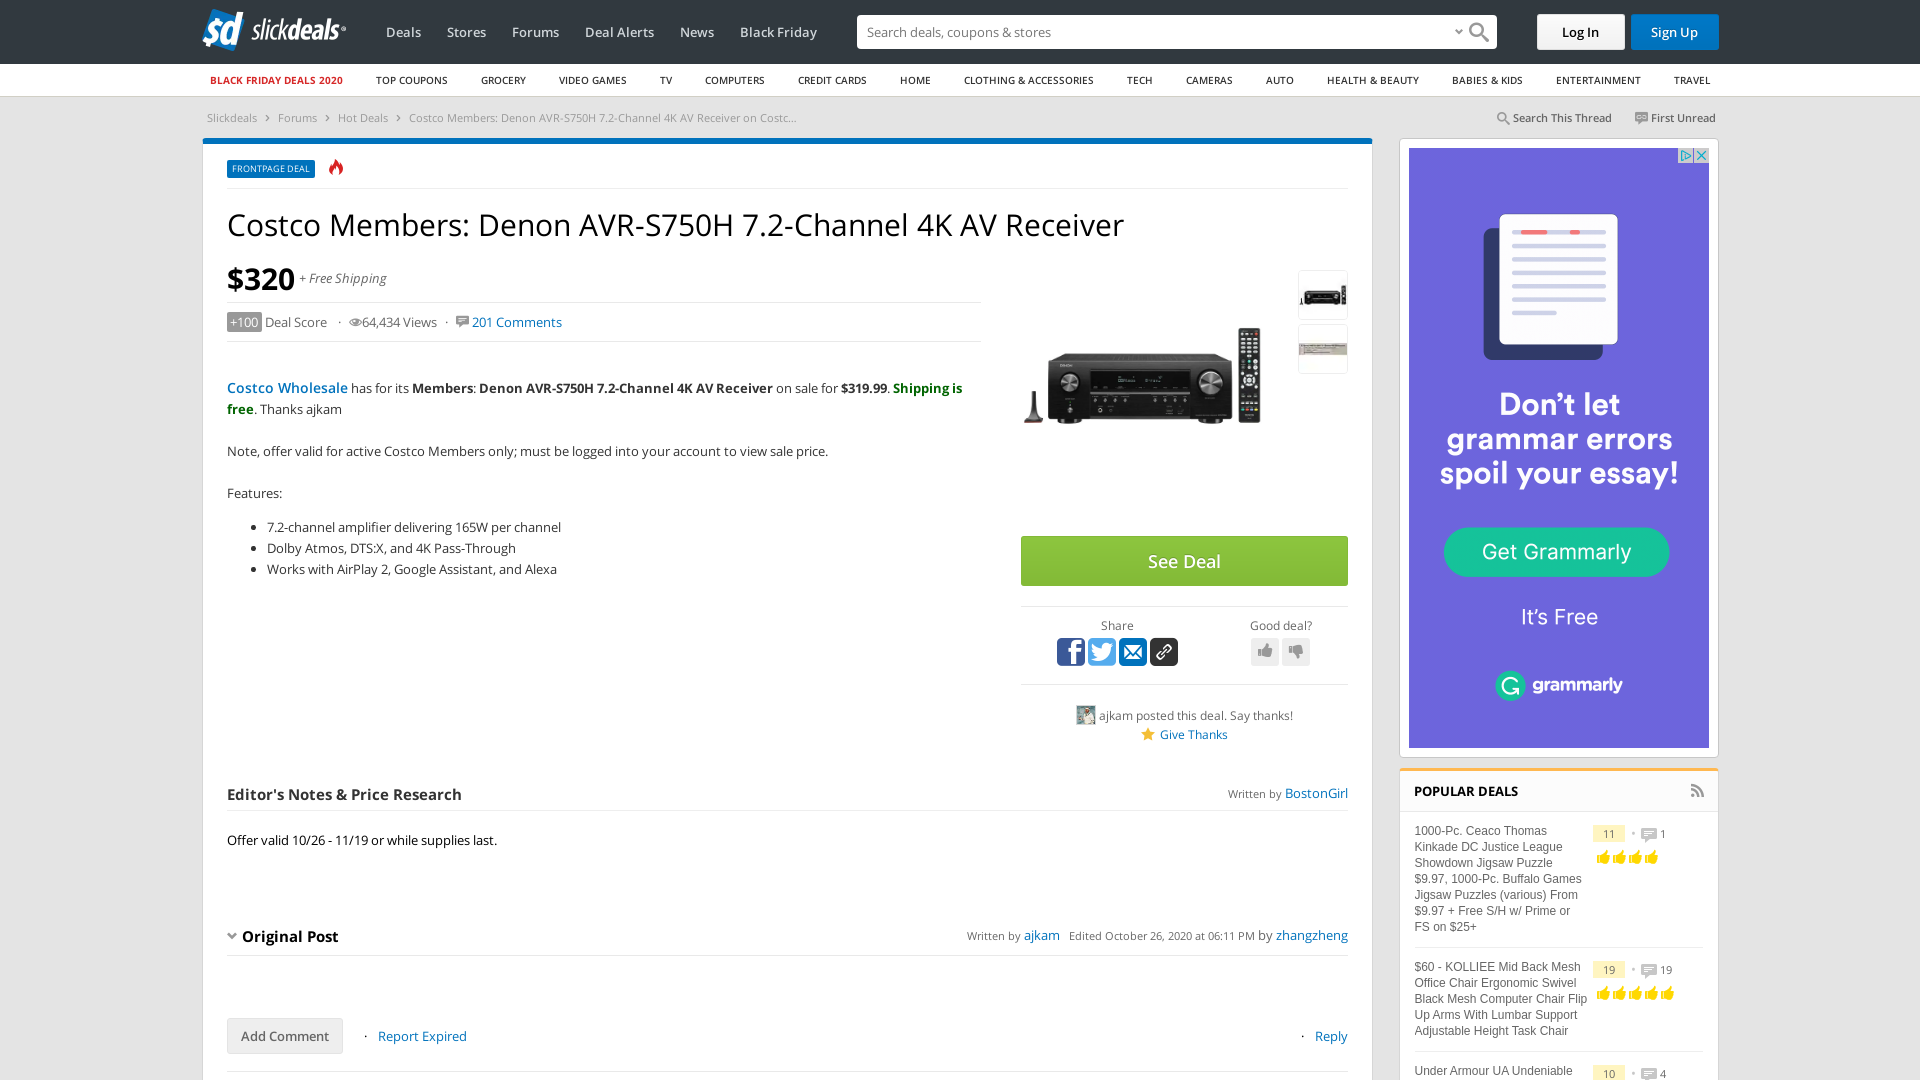 sd slickdeals
Deals
Stores
Forums
Deal Alerts
News
Black Friday
Search deals, coupons & stores
Log In
Sign Up
BLACK FRIDAY DEALS 2020
TOP COUPONS
GROCERY
VIDEO GAMES
TV
COMPUTERS
CREDIT CARDS
HOME
CLOTHING & ACCESSORIES
TECH
CAMERAS
AUTO
HEALTH & BEAUTY
BABIES & KIDS
ENTERTAINMENT
TRAVEL
Slickdeals > Forums > Hot Deals > Costco Members: Denon AVR-S750H 7.2-Channel 4K AV Receiver on Costc...
Search This Thread
First Unread
FRONTPAGE DEAL
Costco Members: Denon AVR-S750H 7.2-Channel 4K AV Receiver
$320 + Free Shipping
+100 Deal Score · 64,434 Views · 201 Comments
Costco Wholesale has for its Members: Denon AVR-S750H 7.2-Channel 4K AV Receiver on sale for $319.99. Shipping is
free. Thanks ajkam
Note, offer valid for active Costco Members only; must be logged into your account to view sale price.
Features:
• 7.2-channel amplifier delivering 165W per channel
• Dolby Atmos, DTS:X, and 4K Pass-Through
• Works with AirPlay 2, Google Assistant, and Alexa
See Deal
Share
Good deal?
ajkam posted this deal. Say thanks!
Give Thanks
Editor's Notes & Price Research
Written by BostonGirl
Offer valid 10/26 - 11/19 or while supplies last.
Original Post
Written by ajkam Edited October 26, 2020 at 06:11 PM by zhangzheng
Add Comment
· Report Expired
· Reply
Don't let
grammar errors
spoil your essay!
Get Grammarly
It's Free
grammarly
POPULAR DEALS
1000-Pc. Ceaco Thomas
Kinkade DC Justice League
Showdown Jigsaw Puzzle
$9.97, 1000-Pc. Buffalo Games
Jigsaw Puzzles (various) From
$9.97 + Free S/H w/ Prime or
FS on $25+
11 • 1
$60 - KOLLIEE Mid Back Mesh
Office Chair Ergonomic Swivel
Black Mesh Computer Chair Flip
Up Arms With Lumbar Support
Adjustable Height Task Chair
19 • 19
Under Armour UA Undeniable
10 • 4